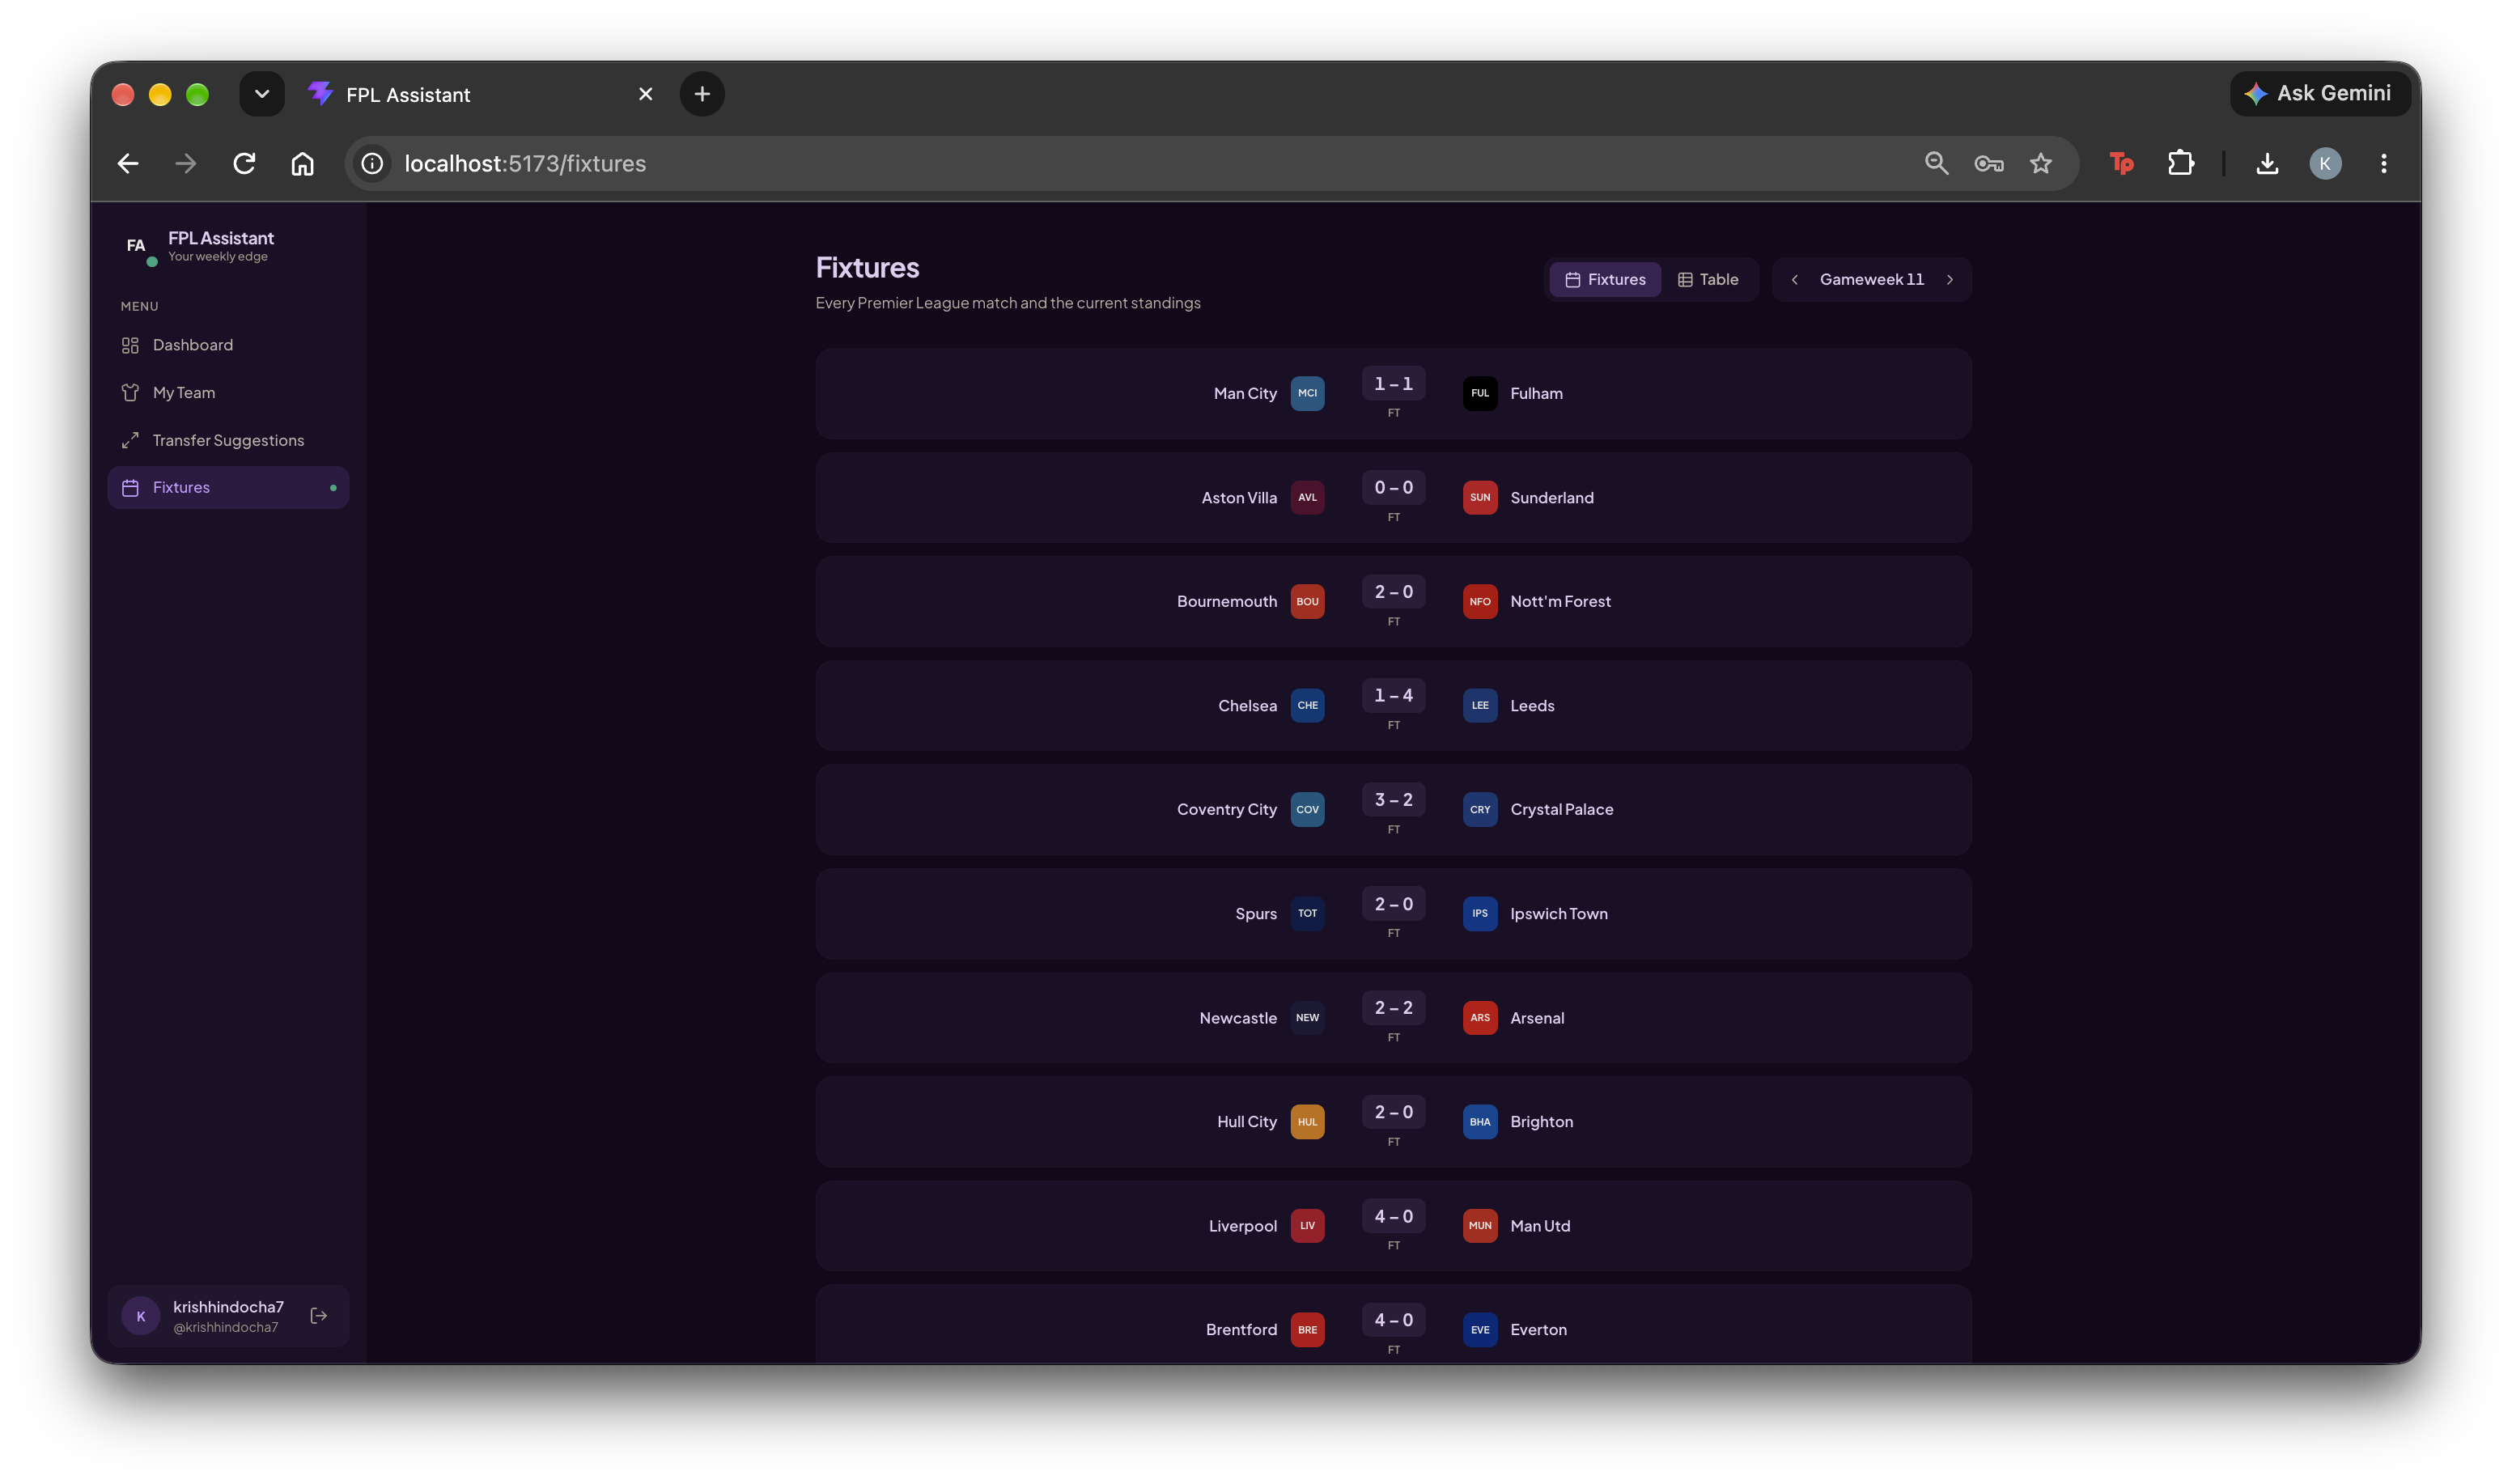 FPL Assistant
Ask Gemini
localhost:5173/fixtures
Tp
K
FA
FPL Assistant
Your weekly edge
MENU
Dashboard
My Team
Transfer Suggestions
Fixtures
Fixtures
Every Premier League match and the current standings
Fixtures
Table
Gameweek 11
Man City MCI 1 – 1 FUL Fulham
FT
Aston Villa AVL 0 – 0 SUN Sunderland
FT
Bournemouth BOU 2 – 0 NFO Nott'm Forest
FT
Chelsea CHE 1 – 4 LEE Leeds
FT
Coventry City COV 3 – 2 CRY Crystal Palace
FT
Spurs TOT 2 – 0 IPS Ipswich Town
FT
Newcastle NEW 2 – 2 ARS Arsenal
FT
Hull City HUL 2 – 0 BHA Brighton
FT
Liverpool LIV 4 – 0 MUN Man Utd
FT
Brentford BRE 4 – 0 EVE Everton
FT
K
krishhindocha7
@krishhindocha7